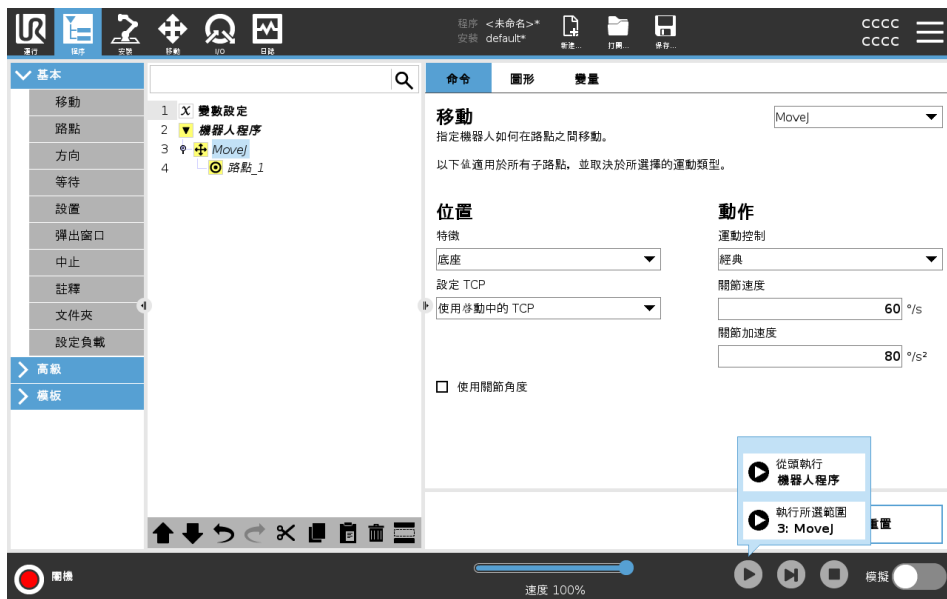 UR
運行
程序
安裝
移動
I/O
日誌
程序 <未命名>*
安裝 default*
新建...
打開...
保存...
cccc
cccc
基本
移動
路點
方向
等待
設置
彈出窗口
中止
註釋
文件夾
設定負載
高級
模板
1 X 變數設定
2 機器人程序
3 MoveJ
4 路點_1
命令 圖形 變量
移動
MoveJ
指定機器人如何在路點之間移動。
以下值適用於所有子路點，並取決於所選擇的運動類型。
位置
特徵
底座
設定 TCP
使用啓動中的 TCP
動作
運動控制
經典
關節速度
60 °/s
關節加速度
80 °/s²
使用關節角度
從頭執行
機器人程序
執行所選範圍
3: MoveJ
重置
關機
速度 100%
模擬